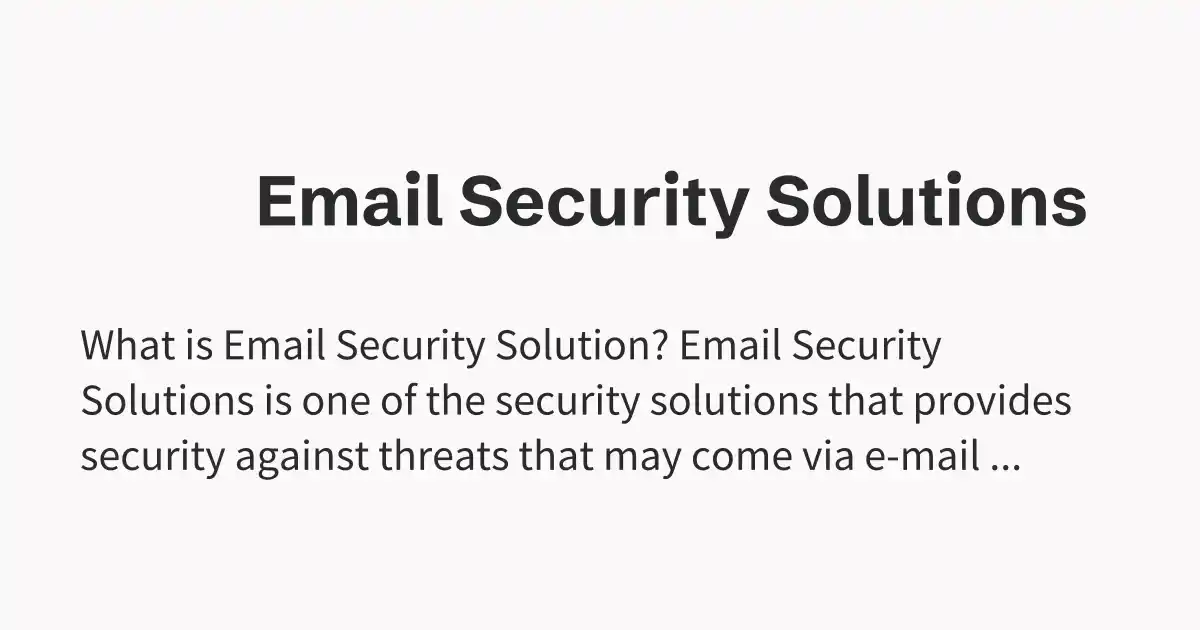 Email Security Solutions
What is Email Security Solution? Email Security
Solutions is one of the security solutions that provides
security against threats that may come via e-mail ...